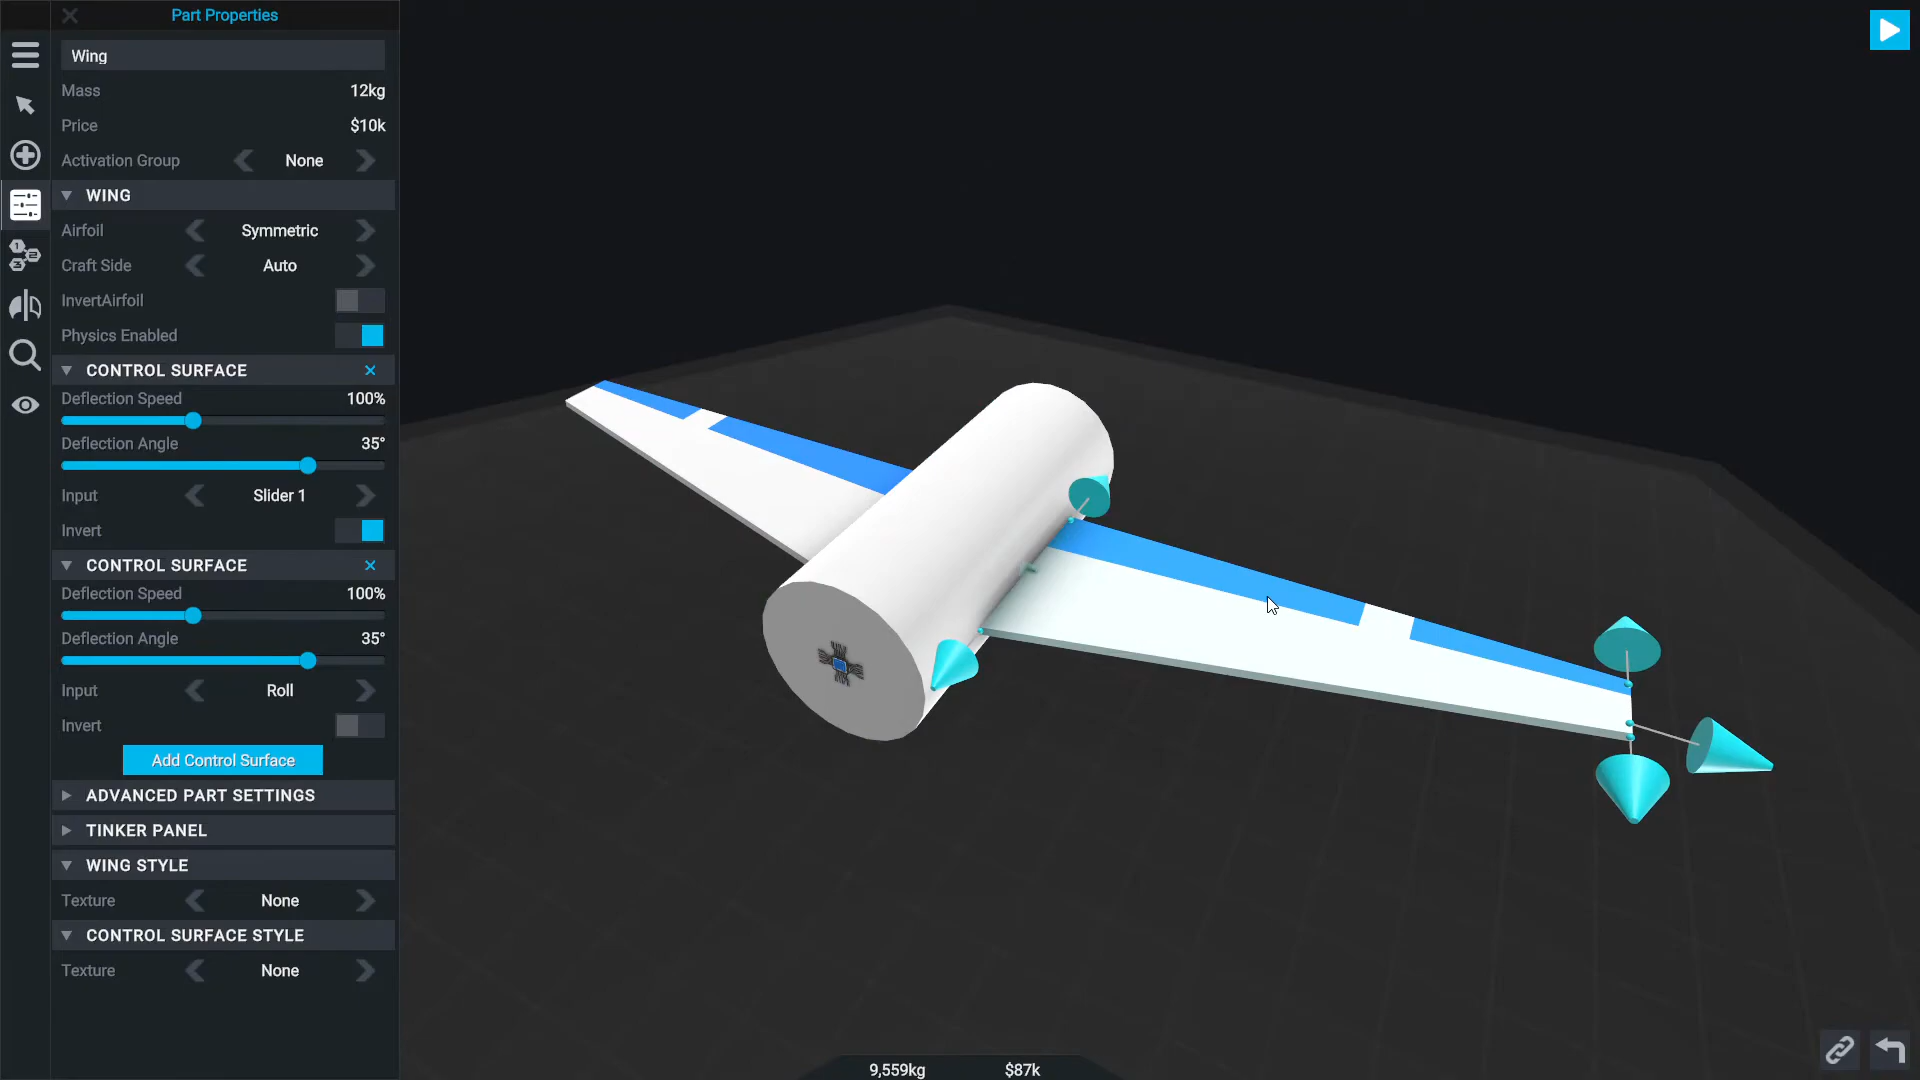 Part Properties
Wing
Mass 12kg
Price $10k
Activation Group None
WING
Airfoil Symmetric
Craft Side Auto
InvertAirfoil
Physics Enabled
CONTROL SURFACE
Deflection Speed 100%
Deflection Angle 35°
Input Slider 1
Invert
CONTROL SURFACE
Deflection Speed 100%
Deflection Angle 35°
Input Roll
Invert
Add Control Surface
ADVANCED PART SETTINGS
TINKER PANEL
WING STYLE
Texture None
CONTROL SURFACE STYLE
Texture None
9,559kg $87k